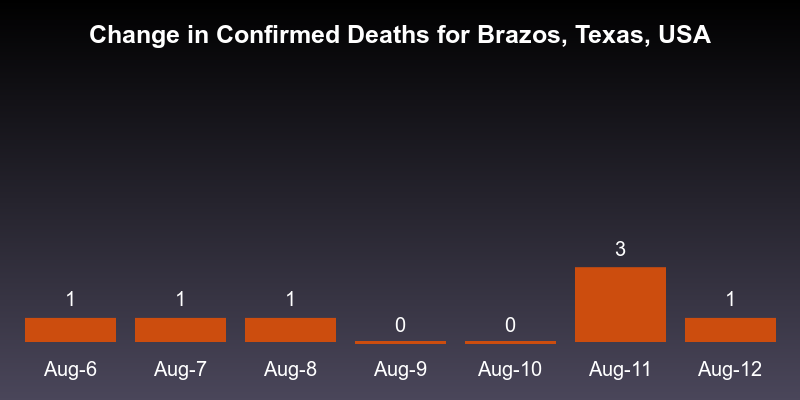 Change in Confirmed Deaths for Brazos, Texas, USA
3
1 1 1 0 0 1
Aug-6 Aug-7 Aug-8 Aug-9 Aug-10 Aug-11 Aug-12